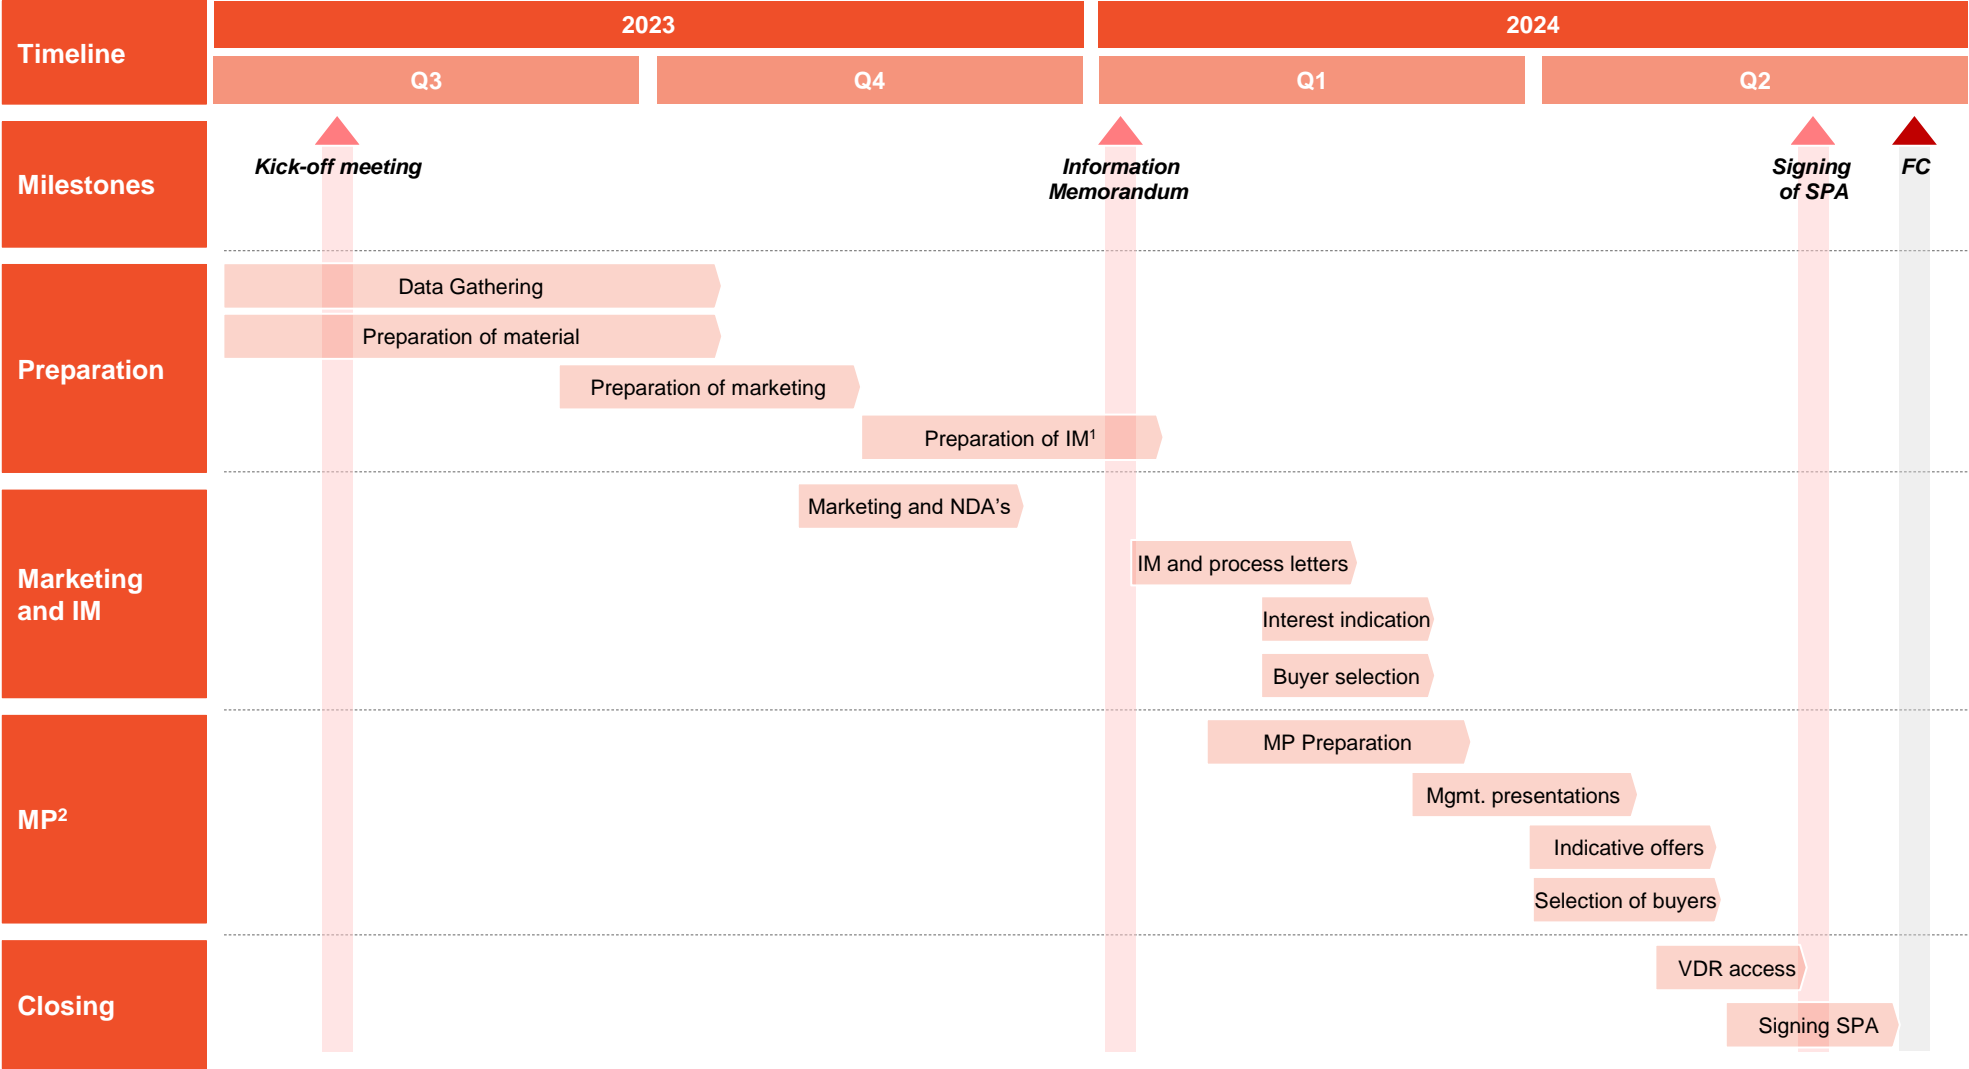 Timeline
2023
2024
Q3
Q4
Q1
Q2
Milestones
Kick-off meeting
Information
Memorandum
Signing
of SPA
FC
Preparation
Data Gathering
Preparation of material
Preparation of marketing
Preparation of IM¹
Marketing
and IM
Marketing and NDA’s
IM and process letters
Interest indication
Buyer selection
MP²
MP Preparation
Mgmt. presentations
Indicative offers
Selection of buyers
Closing
VDR access
Signing SPA